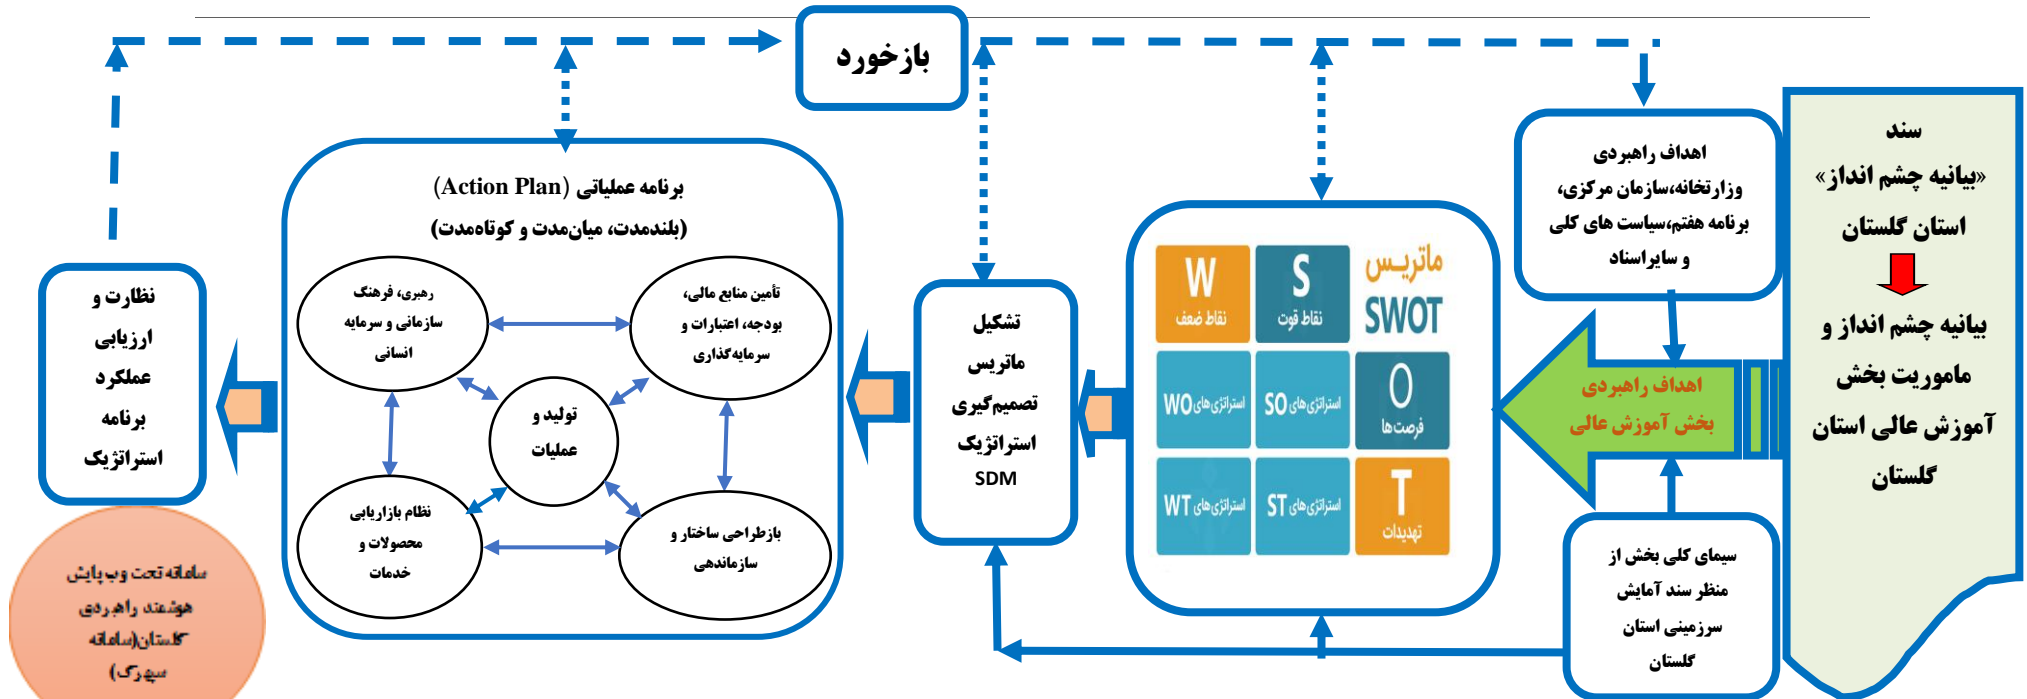 بازخورد
سند
«بیانیه چشم انداز»
استان گلستان
بیانیه چشم انداز و
ماموریت بخش
آموزش عالی استان
گلستان
اهداف راهبردی
وزارتخانه،سازمان مرکزی،
برنامه هفتم،سیاست های کلی
و سایراسناد
اهداف راهبردی
بخش آموزش عالی
سیمای کلی بخش از
منظر سند آمایش
سرزمینی استان
گلستان
ماتریس
SWOT
S
نقاط قوت
W
نقاط ضعف
O
فرصت‌ها
استراتژی‌های SO
استراتژی‌های WO
T
تهدیدات
استراتژی‌های ST
استراتژی‌های WT
تشکیل
ماتریس
تصمیم‌گیری
استراتژیک
SDM
برنامه عملیاتی (Action Plan)
(بلندمدت، میان‌مدت و کوتاه‌مدت)
تأمین منابع مالی،
بودجه، اعتبارات و
سرمایه‌گذاری
رهبری، فرهنگ
سازمانی و سرمایه
انسانی
تولید و
عملیات
بازطراحی ساختار و
سازماندهی
نظام بازاریابی
محصولات و
خدمات
نظارت و
ارزیابی
عملکرد
برنامه
استراتژیک
سامانه تحت وب پایش
هوشمند راهبردی
گلستان(سامانه
سهرک)